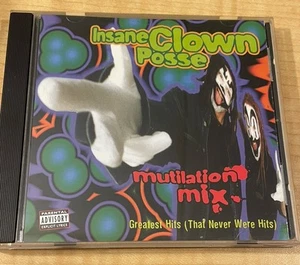 Insane Clown
Posse
mutilation
mix
Greatest Hits (That Never Were Hits)
PARENTAL
ADVISORY
EXPLICIT LYRICS